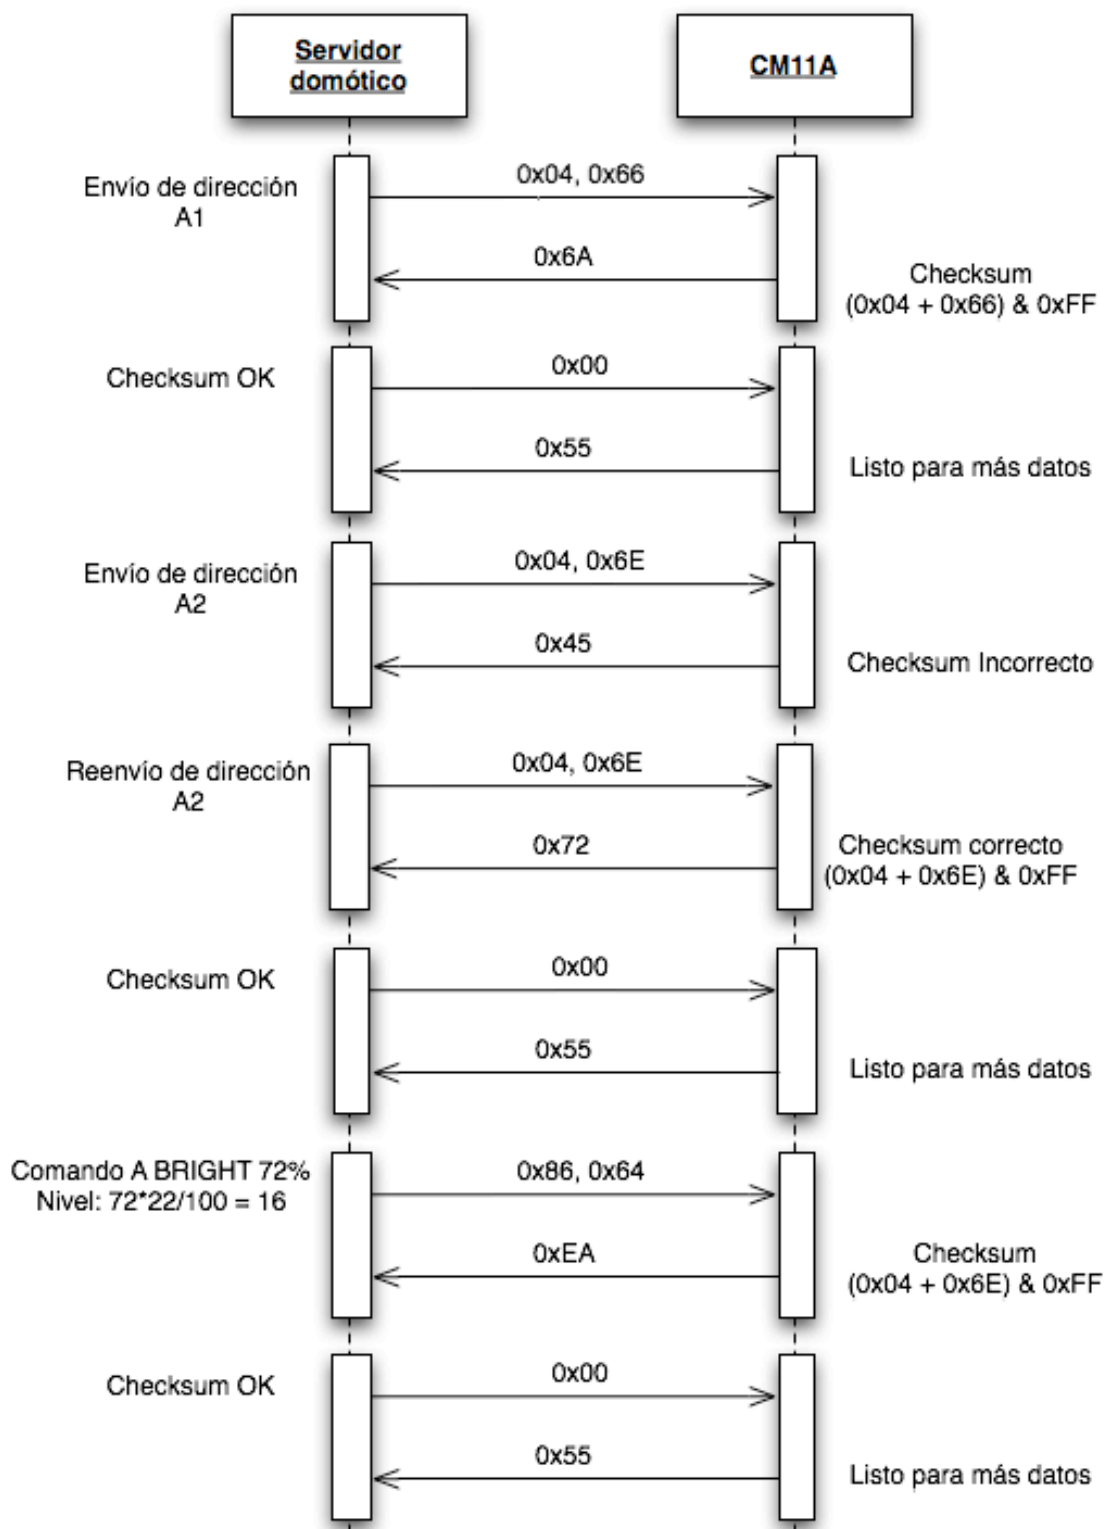 Servidor
domótico
CM11A
Envío de dirección
A1
0x04, 0x66
0x6A
Checksum
(0x04 + 0x66) & 0xFF
Checksum OK
0x00
0x55
Listo para más datos
Envío de dirección
A2
0x04, 0x6E
0x45
Checksum Incorrecto
Reenvío de dirección
A2
0x04, 0x6E
0x72
Checksum correcto
(0x04 + 0x6E) & 0xFF
Checksum OK
0x00
0x55
Listo para más datos
Comando A BRIGHT 72%
Nivel: 72*22/100 = 16
0x86, 0x64
0xEA
Checksum
(0x04 + 0x6E) & 0xFF
Checksum OK
0x00
0x55
Listo para más datos